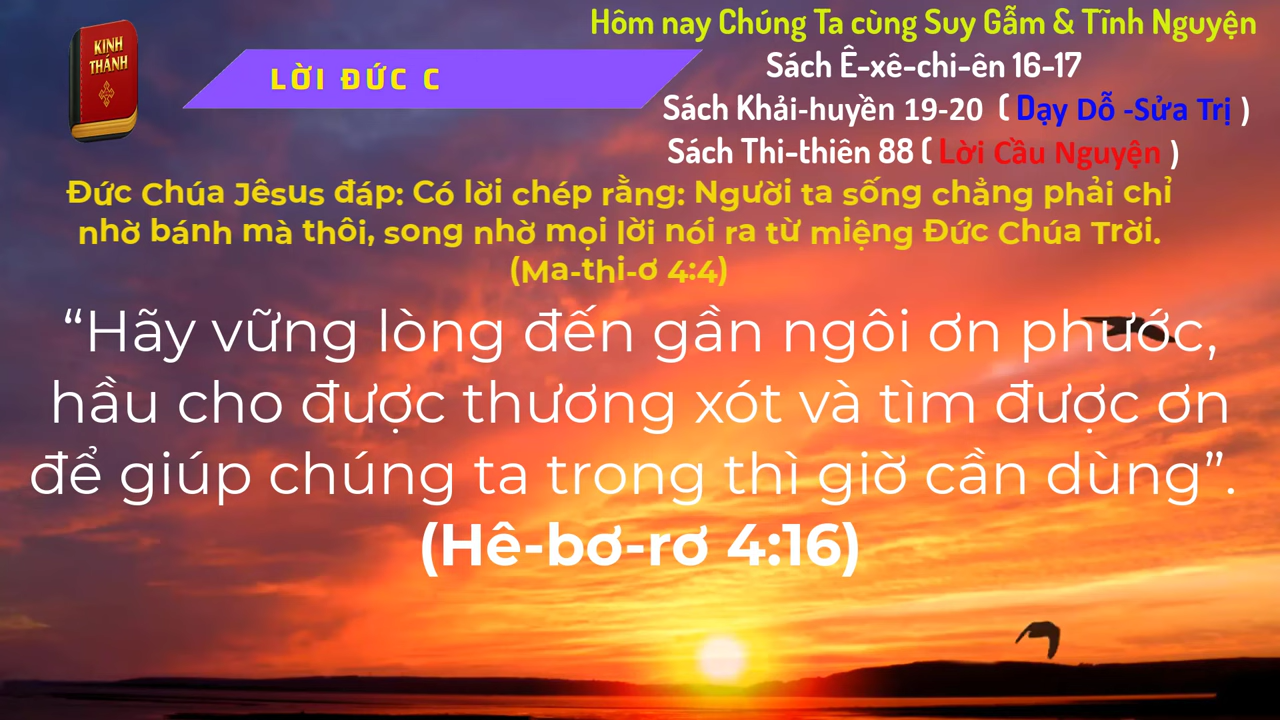 KINH
THÁNH
LỜI ĐỨC C
Hôm nay Chúng Ta cùng Suy Gẫm & Tĩnh Nguyện
Sách Ê-xê-chi-ên 16-17
Sách Khải-huyền 19-20 ( Dạy Dỗ -Sửa Trị )
Sách Thi-thiên 88 ( Lời Cầu Nguyện )
Đức Chúa Jêsus đáp: Có lời chép rằng: Người ta sống chẳng phải chỉ
nhờ bánh mà thôi, song nhờ mọi lời nói ra từ miệng Đức Chúa Trời.
(Ma-thi-ơ 4:4)
“Hãy vững lòng đến gần ngôi ơn phước,
hầu cho được thương xót và tìm được ơn
để giúp chúng ta trong thì giờ cần dùng”.
(Hê-bơ-rơ 4:16)